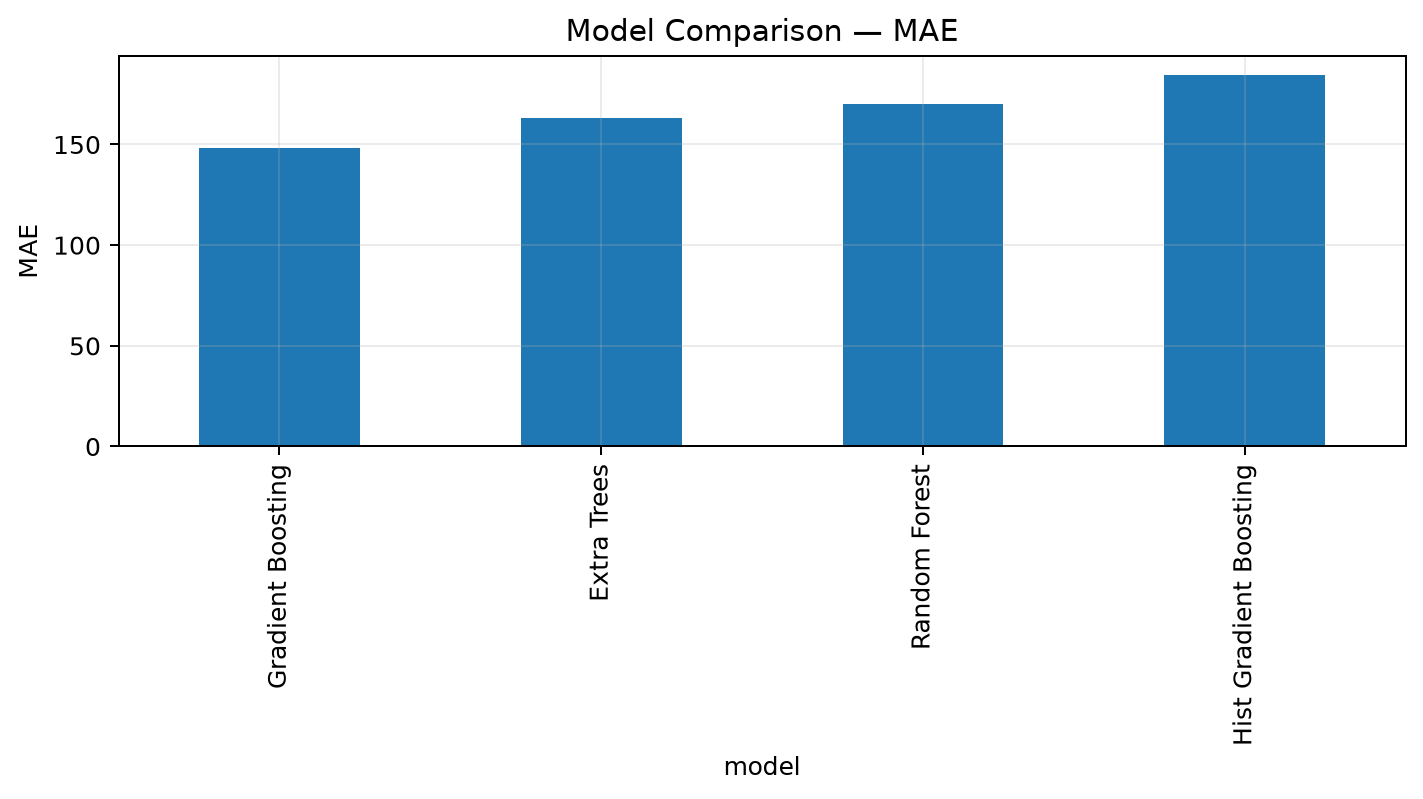 Model Comparison — MAE
MAE
150
100
50
0
Gradient Boosting
Extra Trees
Random Forest
Hist Gradient Boosting
model